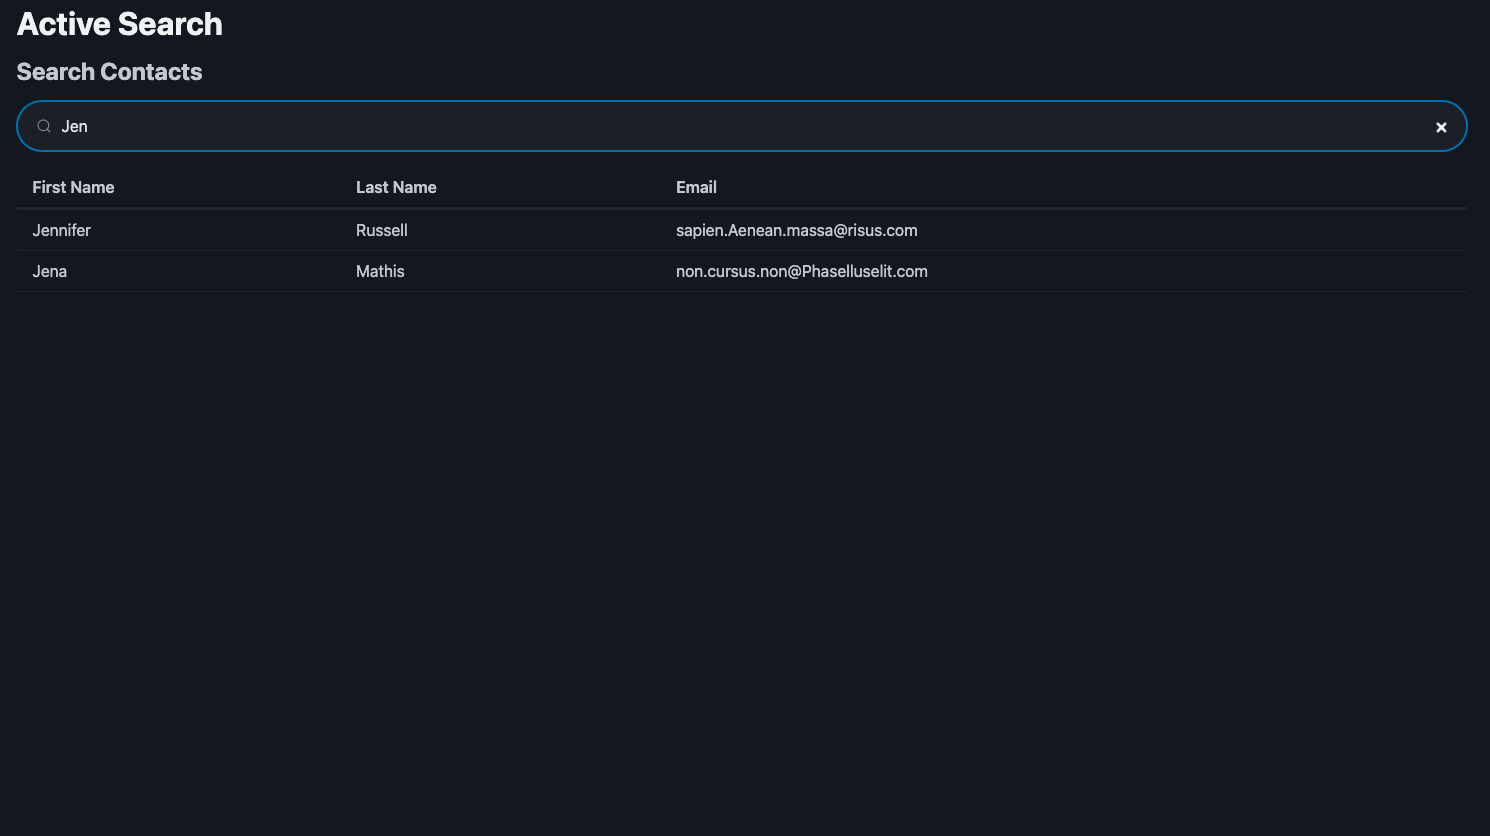 Active Search
Search Contacts
Jen
First Name Last Name Email
Jennifer Russell sapien.Aenean.massa@risus.com
Jena Mathis non.cursus.non@Phaselluselit.com